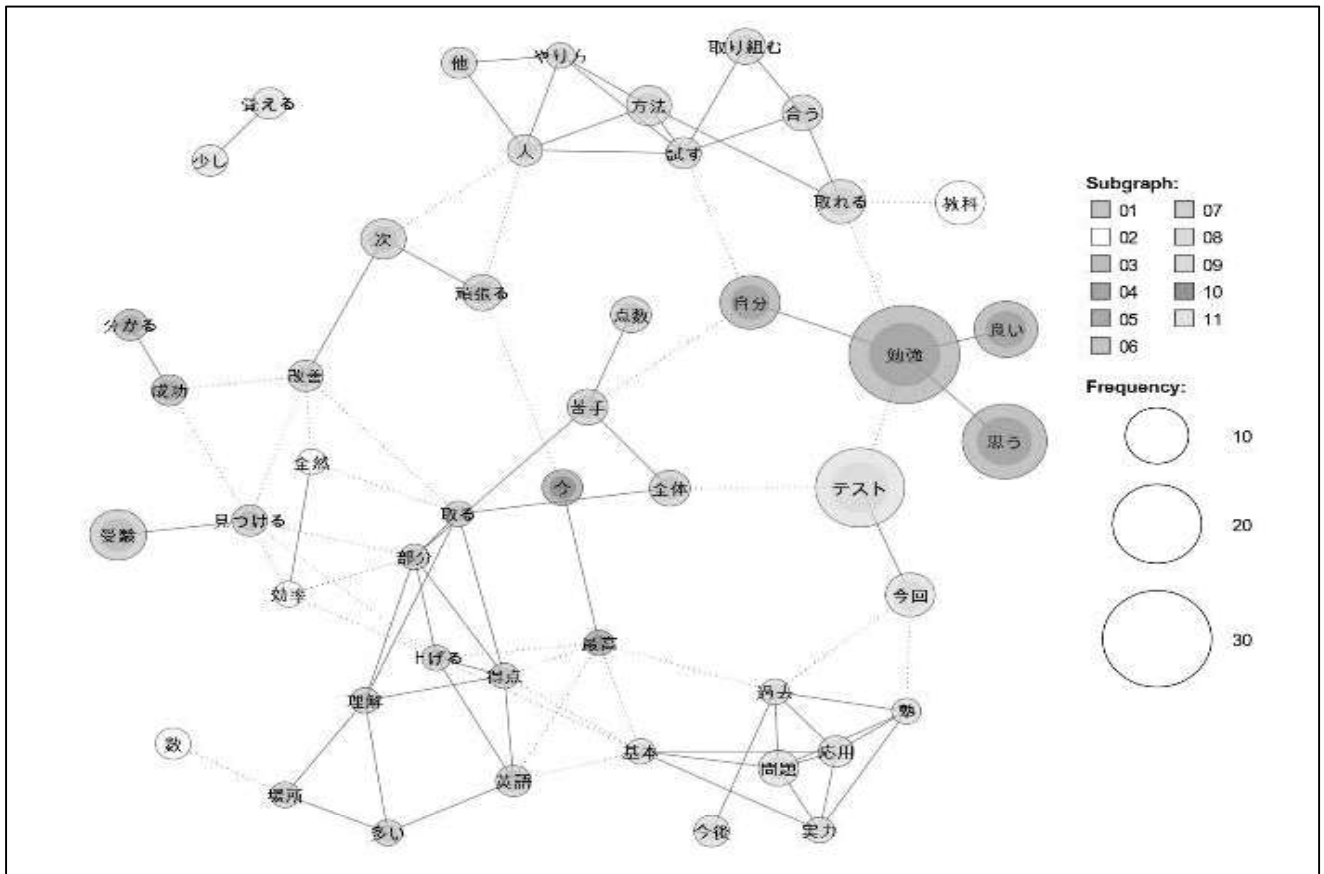 取り組む
他
やりら
覚える
方法
合う
少し
人
試す
取れる
教科
次
頑張る
自分
点数
勉強
良い
分かる
成功
改善
苦手
思う
全然
今
全体
テスト
受験
見つける
取る
部分
効率
今回
上げる
最高
得点
理解
過去
塾
数
基本
応用
問題
英語
場所
多い
今後
実力
Subgraph:
01 07
02 08
03 09
04 10
05 11
06
Frequency:
10
20
30